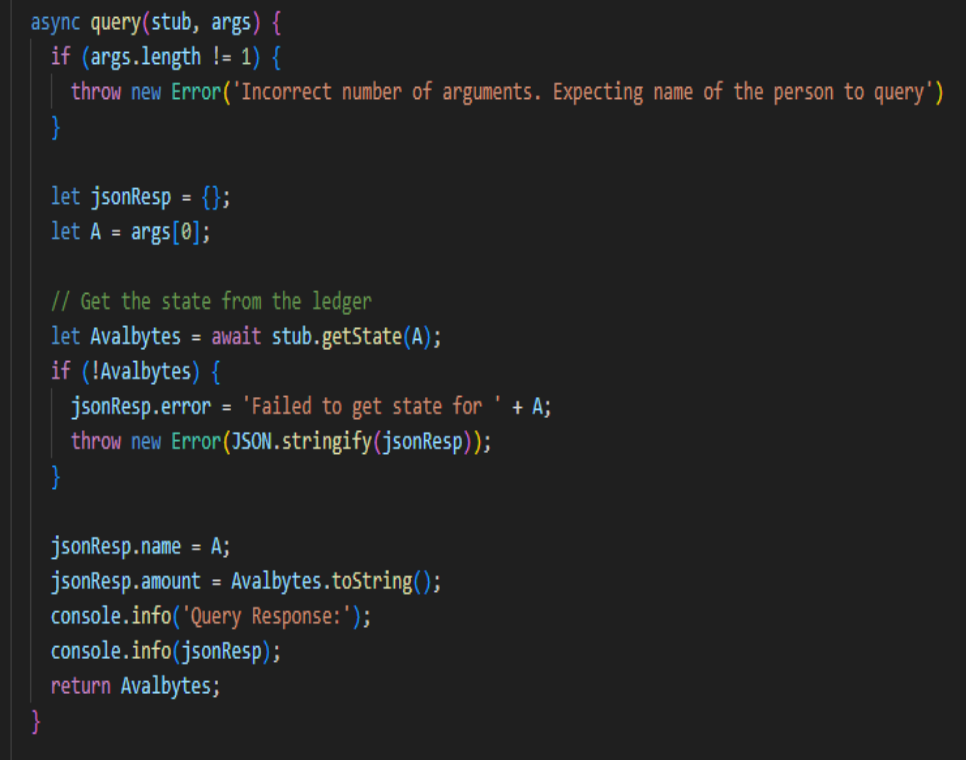 async query(stub, args) {
if (args.length != 1) {
throw new Error('Incorrect number of arguments. Expecting name of the person to query')
}
let jsonResp = {};
let A = args[0];
// Get the state from the ledger
let Avalbytes = await stub.getState(A);
if (!Avalbytes) {
jsonResp.error = 'Failed to get state for ' + A;
throw new Error(JSON.stringify(jsonResp));
}
jsonResp.name = A;
jsonResp.amount = Avalbytes.toString();
console.info('Query Response:');
console.info(jsonResp);
return Avalbytes;
}